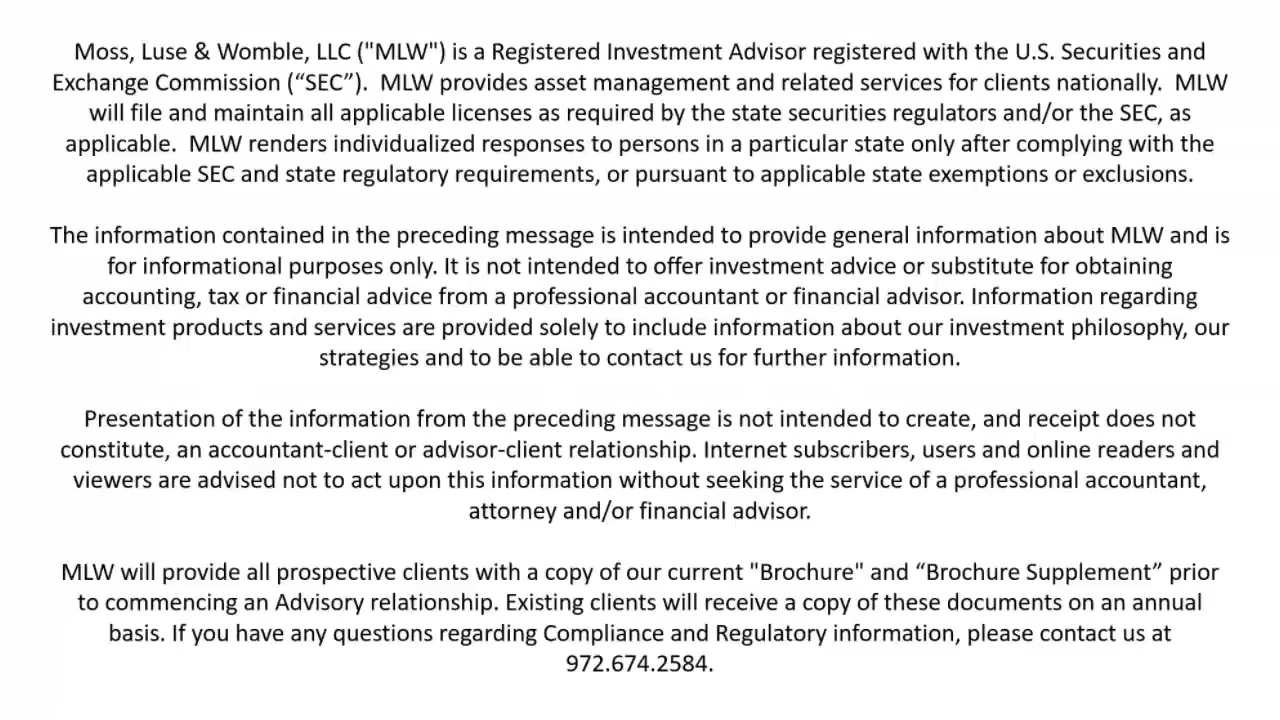 Moss, Luse & Womble, LLC ("MLW") is a Registered Investment Advisor registered with the U.S. Securities and
Exchange Commission (“SEC”).  MLW provides asset management and related services for clients nationally.  MLW
will file and maintain all applicable licenses as required by the state securities regulators and/or the SEC, as
applicable.  MLW renders individualized responses to persons in a particular state only after complying with the
applicable SEC and state regulatory requirements, or pursuant to applicable state exemptions or exclusions.
The information contained in the preceding message is intended to provide general information about MLW and is
for informational purposes only. It is not intended to offer investment advice or substitute for obtaining
accounting, tax or financial advice from a professional accountant or financial advisor. Information regarding
investment products and services are provided solely to include information about our investment philosophy, our
strategies and to be able to contact us for further information.
Presentation of the information from the preceding message is not intended to create, and receipt does not
constitute, an accountant-client or advisor-client relationship. Internet subscribers, users and online readers and
viewers are advised not to act upon this information without seeking the service of a professional accountant,
attorney and/or financial advisor.
MLW will provide all prospective clients with a copy of our current "Brochure" and “Brochure Supplement” prior
to commencing an Advisory relationship. Existing clients will receive a copy of these documents on an annual
basis. If you have any questions regarding Compliance and Regulatory information, please contact us at
972.674.2584.